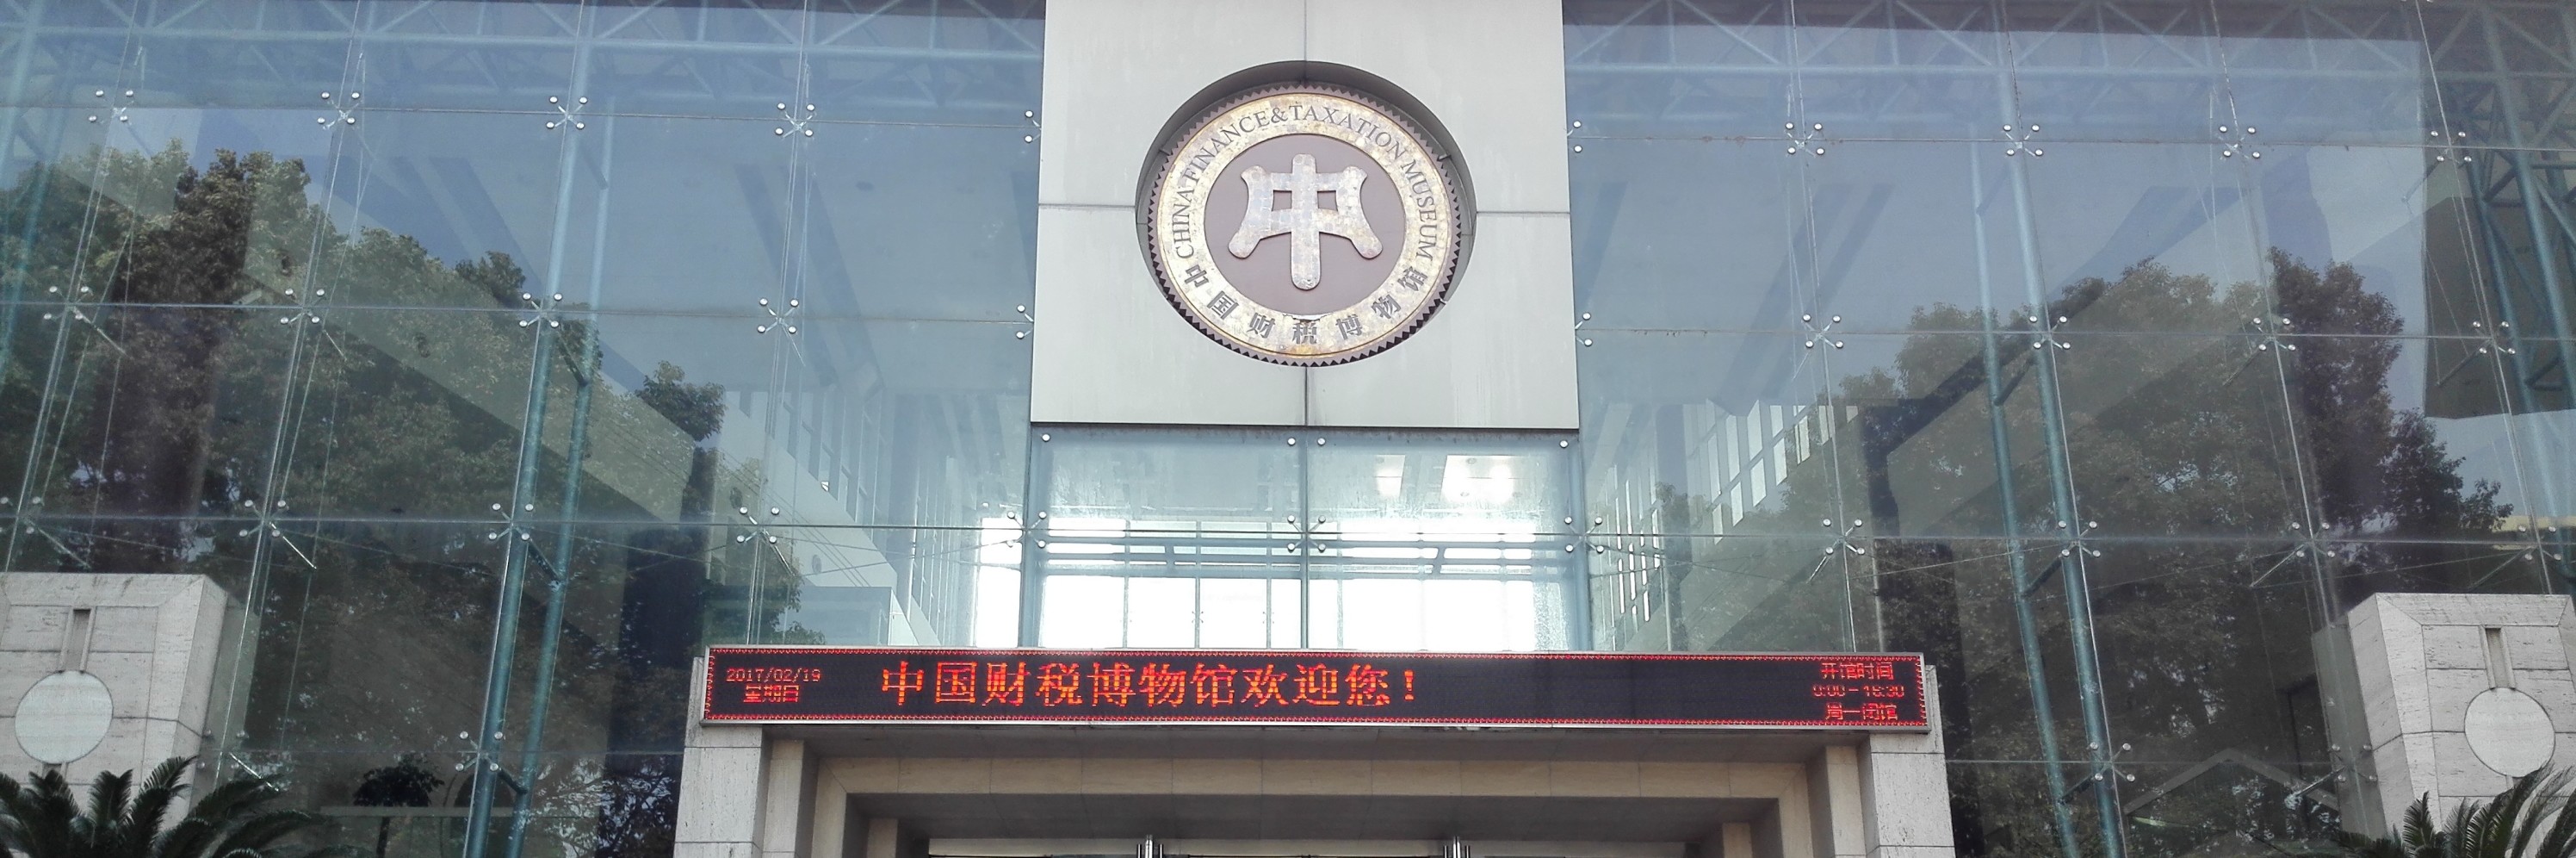 CHINA FINANCE&TAXATION MUSEUM
中国财税博物馆
2017/02/19
星期日
中国财税博物馆欢迎您！
开馆时间
周一闭馆